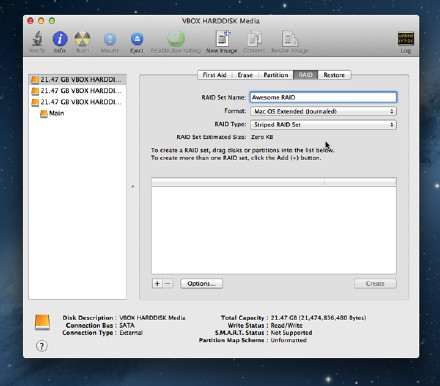 VBOX HARDDISK Media
Verify Info Burn Mount Eject Enable Journaling New Image Convert Resize Image Log
First Aid Erase Partition RAID Restore
21.47 GB VBOX HARDDI...
21.47 GB VBOX HARDDI...
21.47 GB VBOX HARDDI...
Main
RAID Set Name: Awesome RAID
Format: Mac OS Extended (Journaled)
RAID Type: Striped RAID Set
RAID Set Estimated Size: Zero KB
To create a RAID set, drag disks or partitions into the list below.
To create more than one RAID set, click the Add (+) button.
+ − Options... Create
Disk Description : VBOX HARDDISK Media Total Capacity : 21.47 GB (21,474,836,480 Bytes)
Connection Bus : SATA Write Status : Read/Write
Connection Type : External S.M.A.R.T. Status : Not Supported
Partition Map Scheme : Unformatted
?